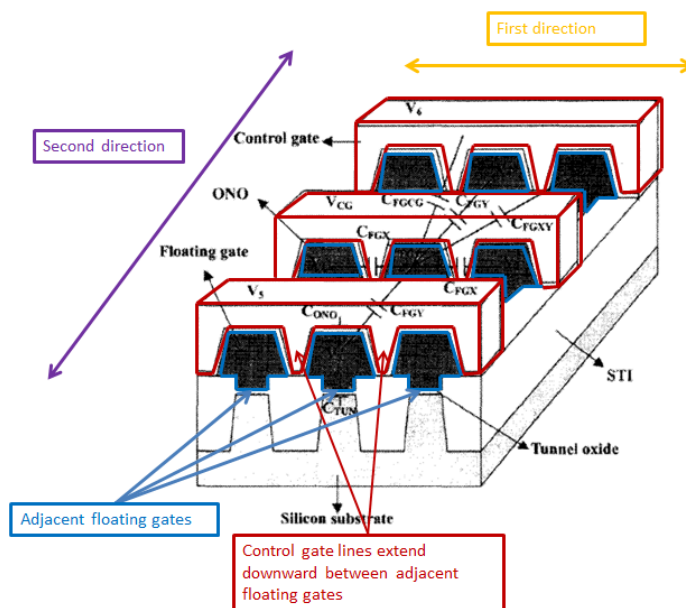 First direction
V6
Second direction
Control gate
ONO
VCG
CFGCG
CFGY
CFGX
CFGXY
Floating gate
V5
CFGX
CONO
CFGY
STI
CTUN
Tunnel oxide
Adjacent floating gates
Silicon substrate
Control gate lines extend
downward between adjacent
floating gates